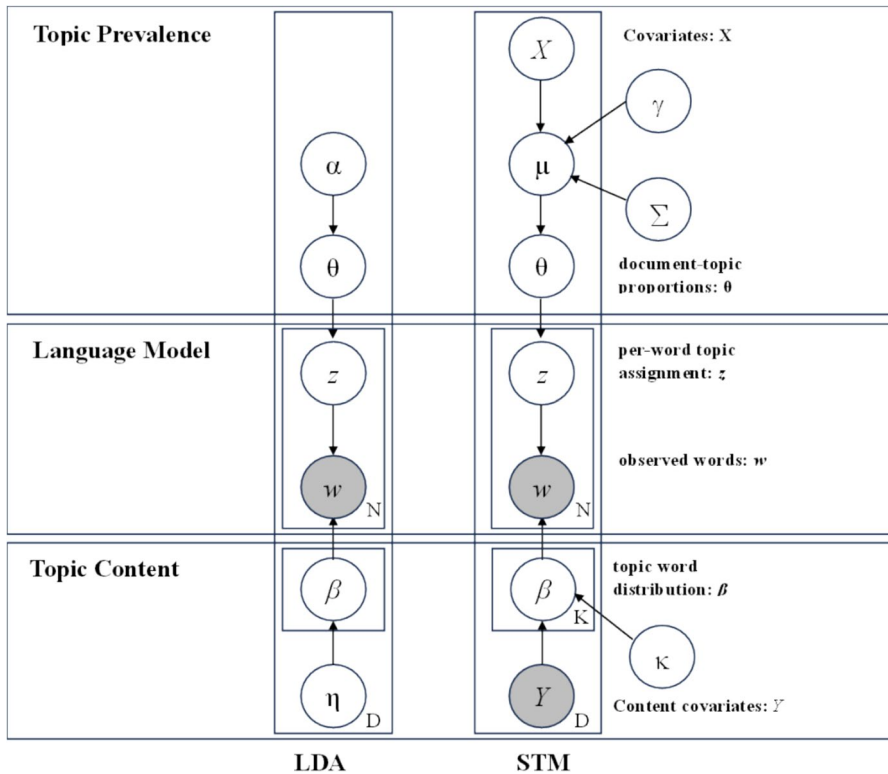 Topic Prevalence
X
Covariates: X
γ
α
μ
Σ
θ
θ
document-topic
proportions: θ
Language Model
z
z
per-word topic
assignment: z
w
N
w
N
observed words: w
Topic Content
β
β
K
topic word
distribution: β
κ
η
D
Y
D
Content covariates: Y
LDA
STM